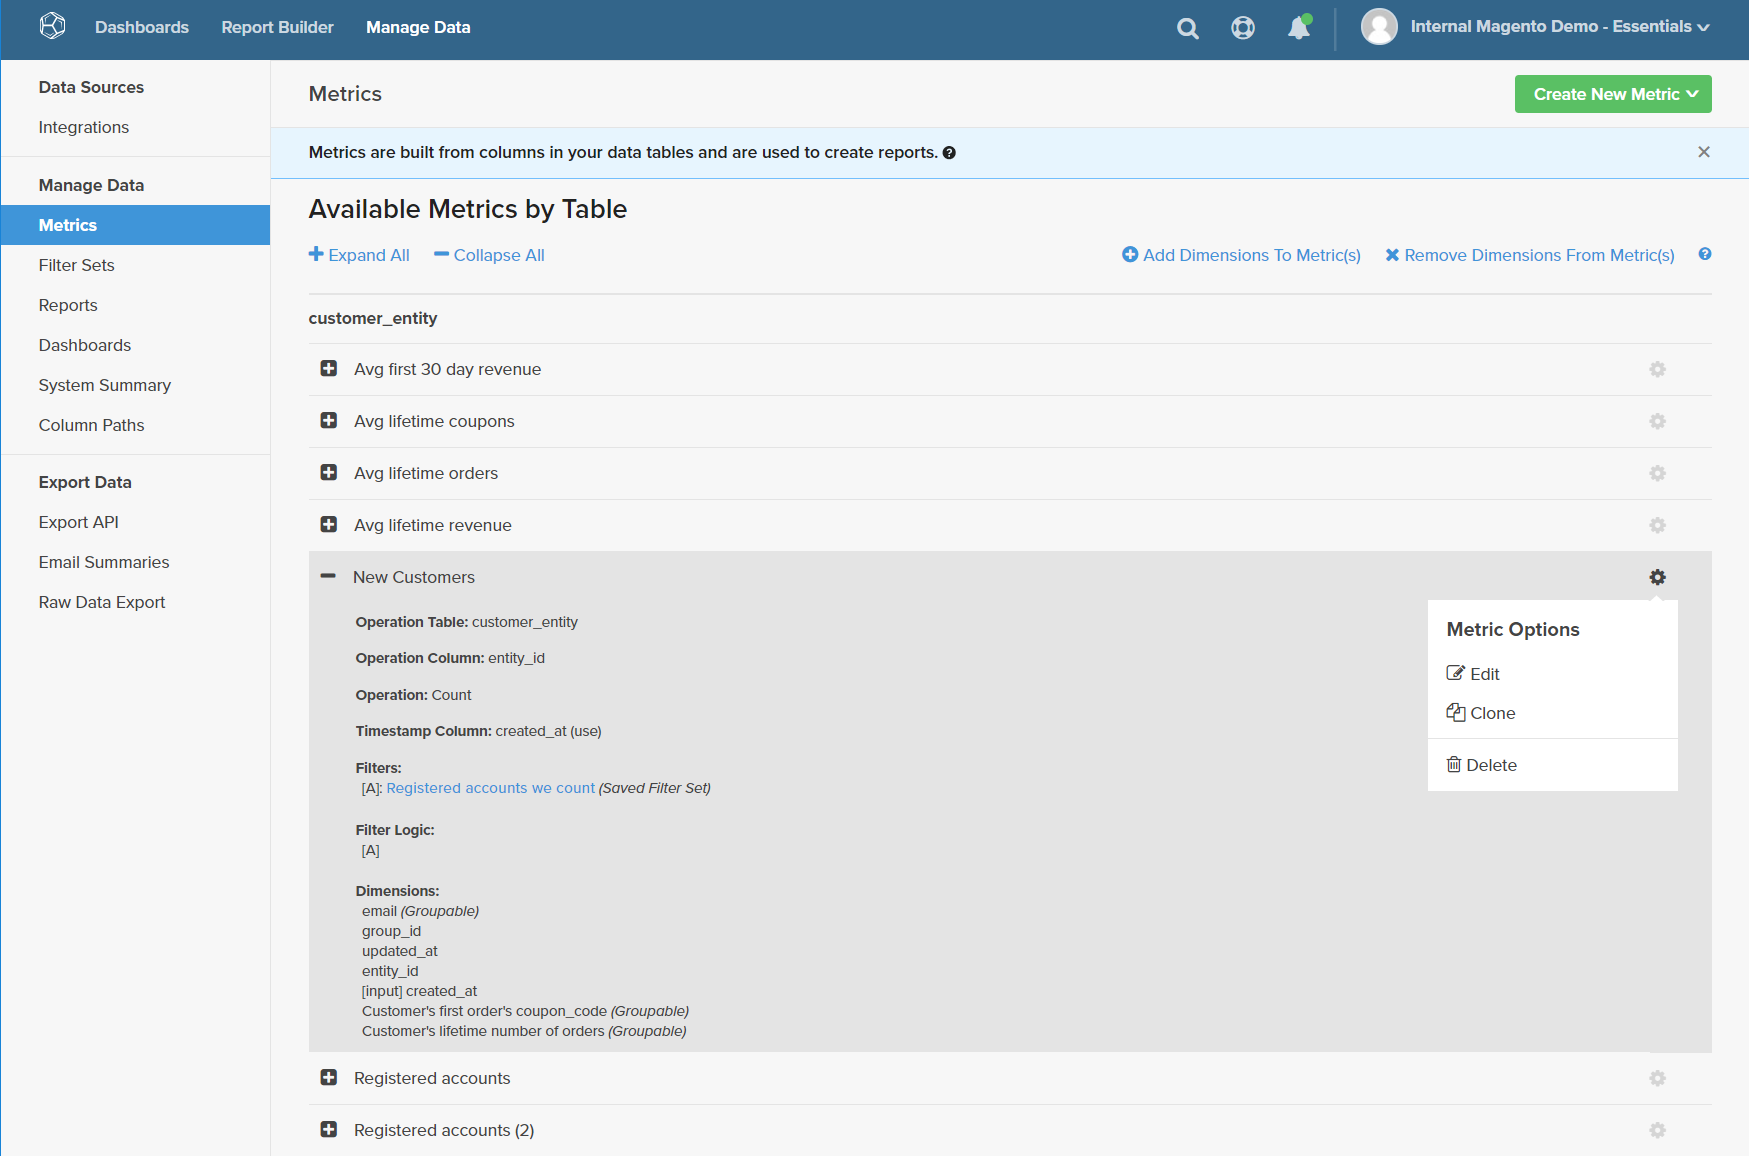 Dashboards Report Builder Manage Data Internal Magento Demo - Essentials
Data Sources
Integrations
Manage Data
Metrics
Filter Sets
Reports
Dashboards
System Summary
Column Paths
Export Data
Export API
Email Summaries
Raw Data Export
Metrics
Create New Metric
Metrics are built from columns in your data tables and are used to create reports.
Available Metrics by Table
Expand All Collapse All Add Dimensions To Metric(s) Remove Dimensions From Metric(s)
customer_entity
Avg first 30 day revenue
Avg lifetime coupons
Avg lifetime orders
Avg lifetime revenue
New Customers
Operation Table: customer_entity
Operation Column: entity_id
Operation: Count
Timestamp Column: created_at (use)
Filters:
[A]: Registered accounts we count (Saved Filter Set)
Filter Logic:
[A]
Dimensions:
email (Groupable)
group_id
updated_at
entity_id
[input] created_at
Customer's first order's coupon_code (Groupable)
Customer's lifetime number of orders (Groupable)
Metric Options
Edit
Clone
Delete
Registered accounts
Registered accounts (2)